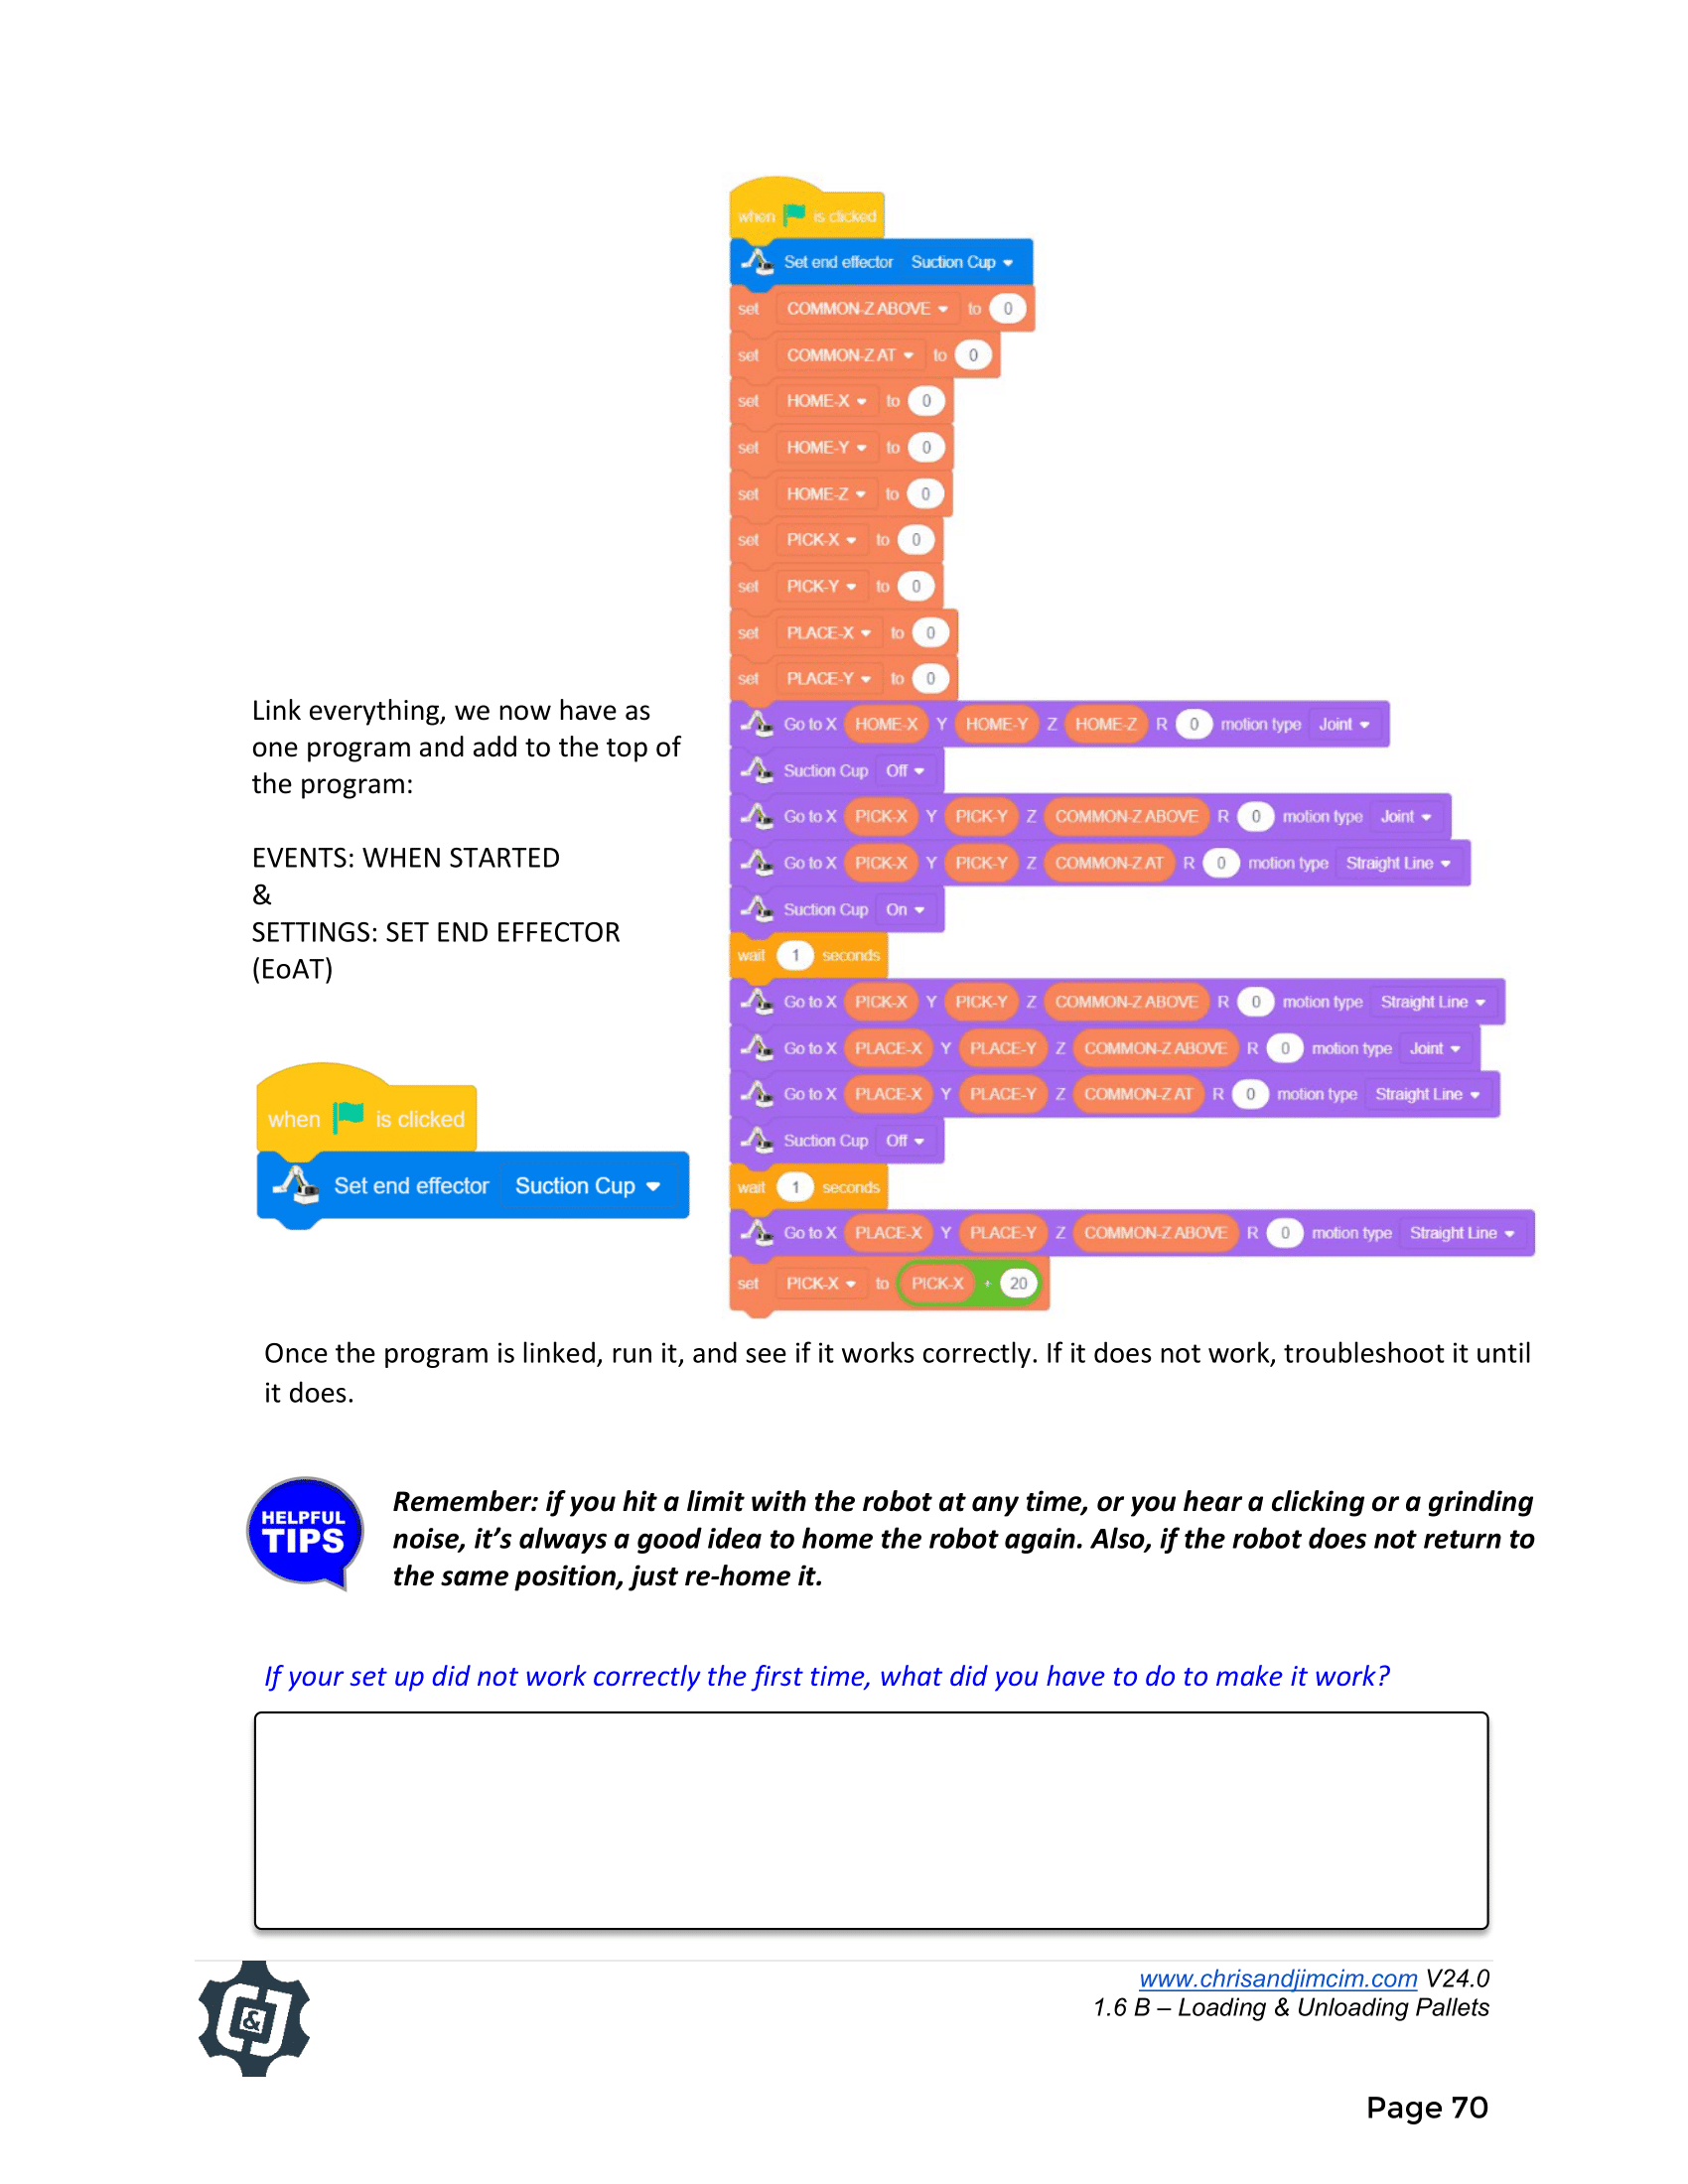 when is clicked
Set end effector Suction Cup
set COMMON-Z ABOVE to 0
set COMMON-Z AT to 0
set HOME-X to 0
set HOME-Y to 0
set HOME-Z to 0
set PICK-X to 0
set PICK-Y to 0
set PLACE-X to 0
set PLACE-Y to 0
Go to X HOME-X Y HOME-Y Z HOME-Z R 0 motion type Joint
Suction Cup Off
Go to X PICK-X Y PICK-Y Z COMMON-Z ABOVE R 0 motion type Joint
Go to X PICK-X Y PICK-Y Z COMMON-Z AT R 0 motion type Straight Line
Suction Cup On
wait 1 seconds
Go to X PICK-X Y PICK-Y Z COMMON-Z ABOVE R 0 motion type Straight Line
Go to X PLACE-X Y PLACE-Y Z COMMON-Z ABOVE R 0 motion type Joint
Go to X PLACE-X Y PLACE-Y Z COMMON-Z AT R 0 motion type Straight Line
Suction Cup Off
wait 1 seconds
Go to X PLACE-X Y PLACE-Y Z COMMON-Z ABOVE R 0 motion type Straight Line
set PICK-X to PICK-X + 20
Link everything, we now have as
one program and add to the top of
the program:
EVENTS: WHEN STARTED
&
SETTINGS: SET END EFFECTOR
(EoAT)
when is clicked
Set end effector Suction Cup
Once the program is linked, run it, and see if it works correctly. If it does not work, troubleshoot it until
it does.
HELPFUL
TIPS
Remember: if you hit a limit with the robot at any time, or you hear a clicking or a grinding
noise, it’s always a good idea to home the robot again. Also, if the robot does not return to
the same position, just re-home it.
If your set up did not work correctly the first time, what did you have to do to make it work?
www.chrisandjimcim.com V24.0
1.6 B – Loading & Unloading Pallets
C&J
Page 70